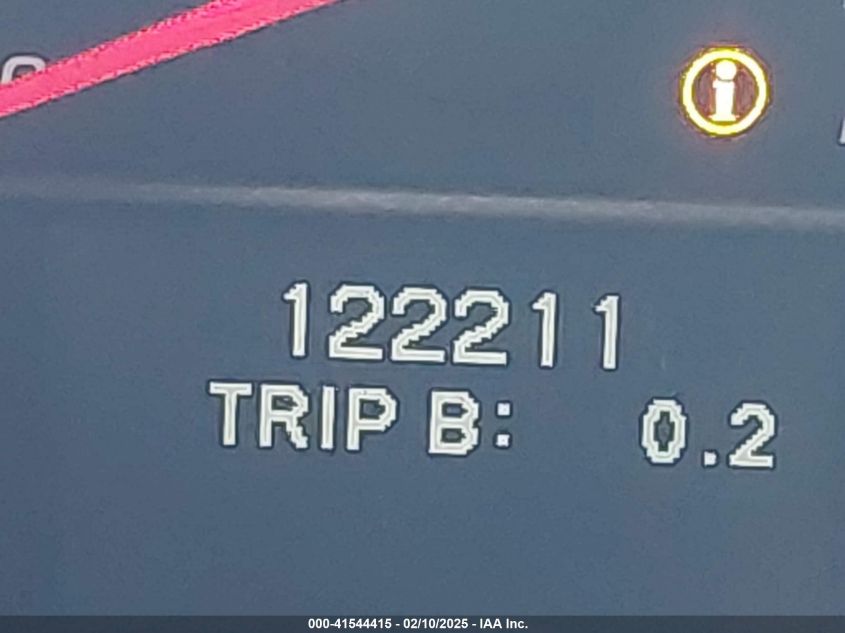 i
122211
TRIP B: 0.2
000-41544415 - 02/10/2025 - IAA Inc.